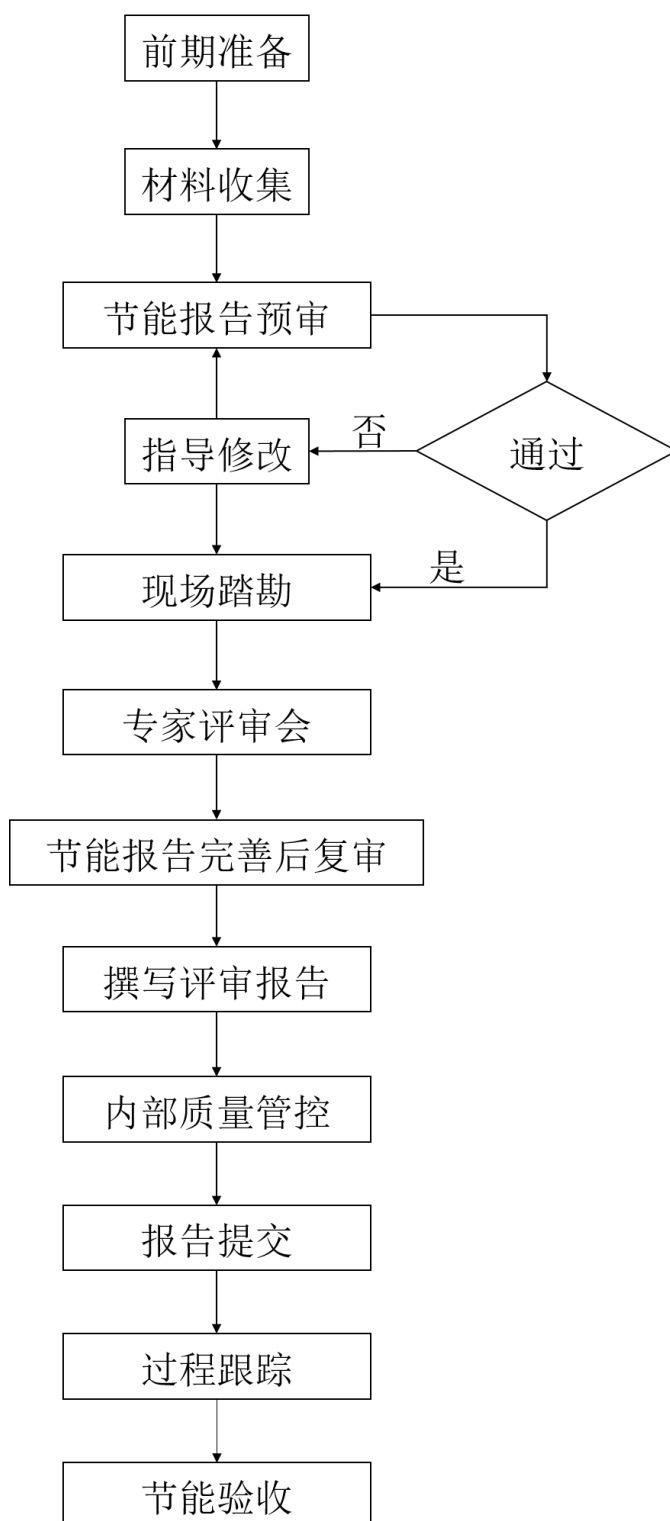 前期准备
材料收集
节能报告预审
否
指导修改
通过
是
现场踏勘
专家评审会
节能报告完善后复审
撰写评审报告
内部质量管控
报告提交
过程跟踪
节能验收